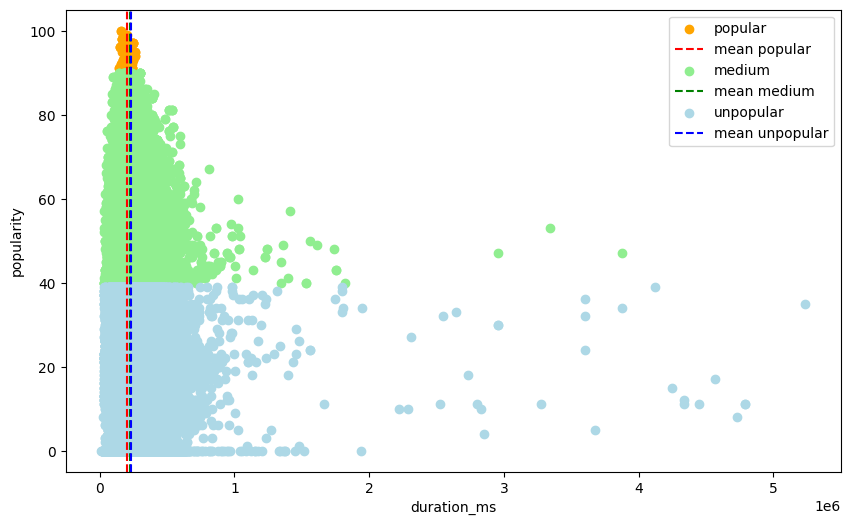 popular
mean popular
medium
mean medium
unpopular
mean unpopular
100
80
60
40
20
0
popularity
0
1
2
3
4
5
1e6
duration_ms